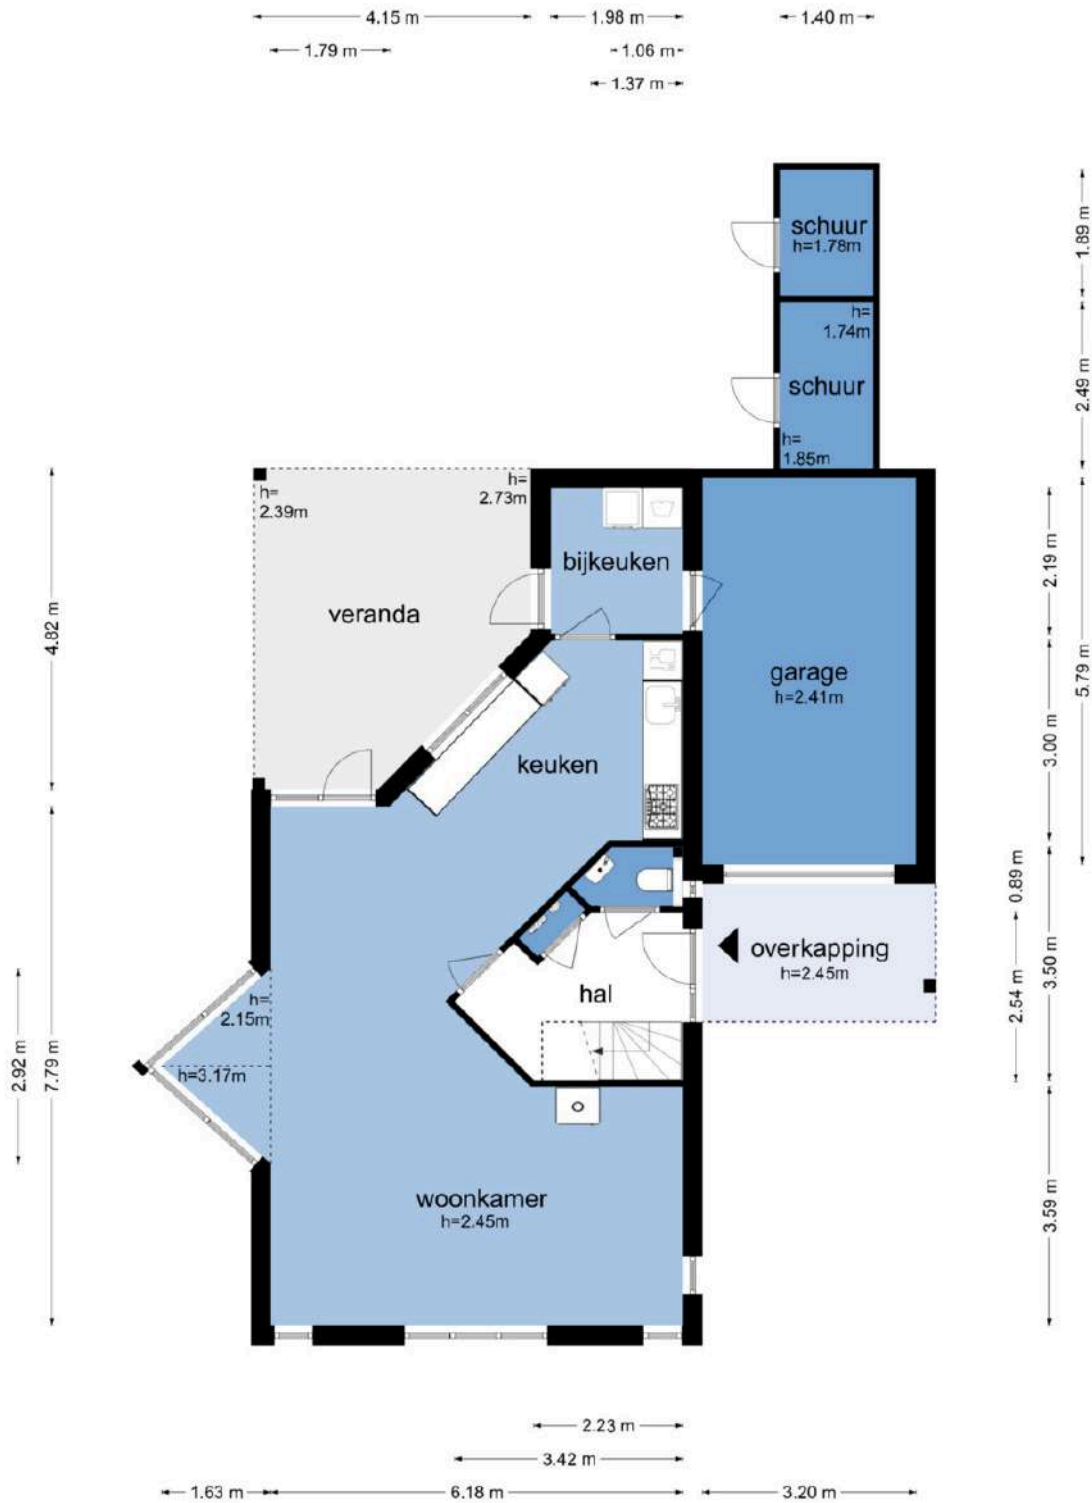 4.15 m
1.98 m
1.40 m
1.79 m
1.06 m
1.37 m
schuur
h=1.78m
1.89 m
h=
1.74m
schuur
h=
1.85m
2.49 m
h=
2.39m
h=
2.73m
veranda
4.82 m
bijkeuken
2.19 m
garage
h=2.41m
5.79 m
keuken
3.00 m
0.89 m
overkapping
h=2.45m
hal
2.54 m
3.50 m
h=
2.15m
h=3.17m
2.92 m
7.79 m
woonkamer
h=2.45m
3.59 m
2.23 m
3.42 m
1.63 m
6.18 m
3.20 m